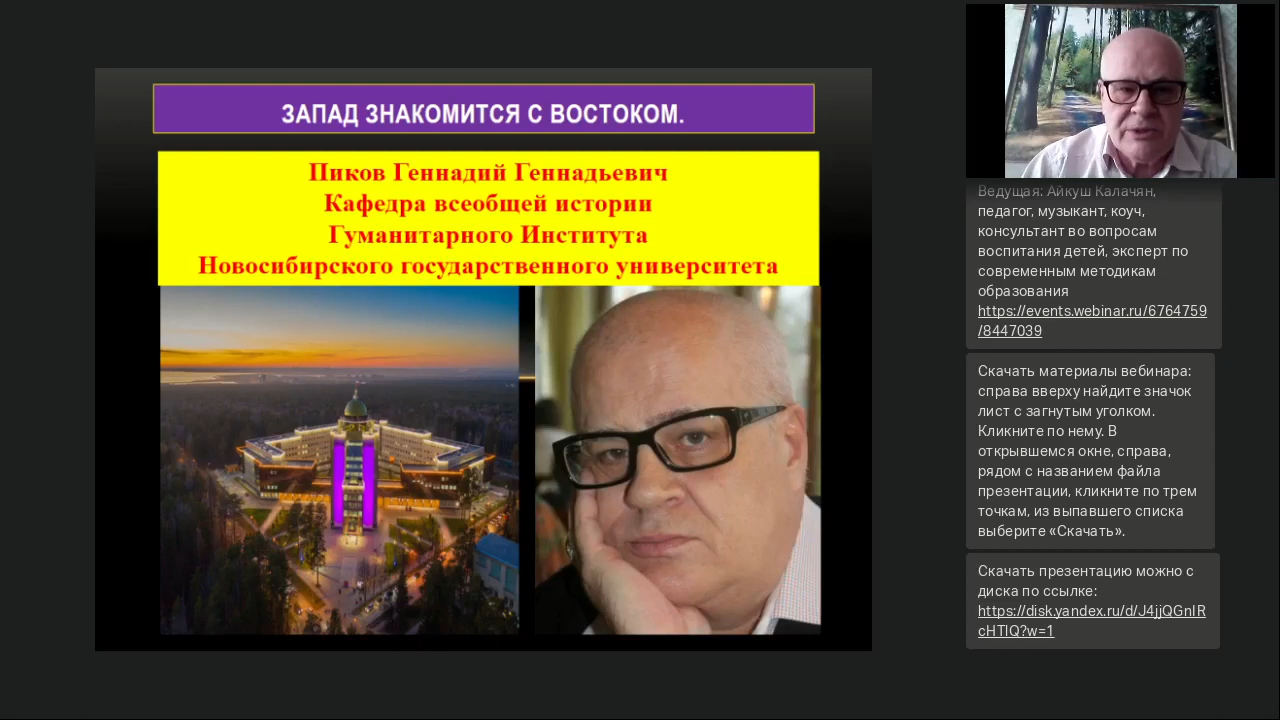 ЗАПАД ЗНАКОМИТСЯ С ВОСТОКОМ.
Пиков Геннадий Геннадьевич
Кафедра всеобщей истории
Гуманитарного Института
Новосибирского государственного университета
Ведущая: Айкуш Калачян,
педагог, музыкант, коуч,
консультант во вопросам
воспитания детей, эксперт по
современным методикам
образования
https://events.webinar.ru/6764759
/8447039
Скачать материалы вебинара:
справа вверху найдите значок
лист с загнутым уголком.
Кликните по нему. В
открывшемся окне, справа,
рядом с названием файла
презентации, кликните по трем
точкам, из выпавшего списка
выберите «Скачать».
Скачать презентацию можно с
диска по ссылке:
https://disk.yandex.ru/d/J4jjQGnIR
cHTlQ?w=1